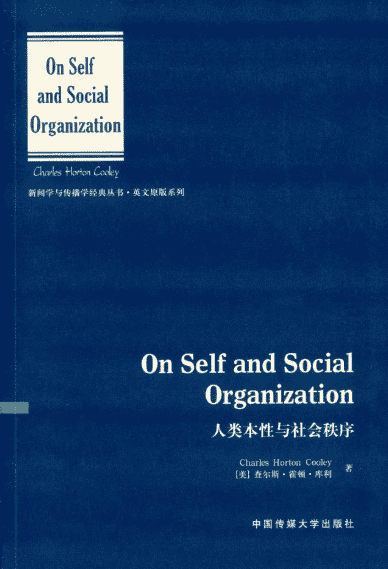 On Self
and Social
Organization
Charles Horton Cooley
新闻学与传播学经典丛书·英文原版系列
On Self and Social
Organization
人类本性与社会秩序
Charles Horton Cooley
[美] 查尔斯·霍顿·库利 著
中国传媒大学出版社